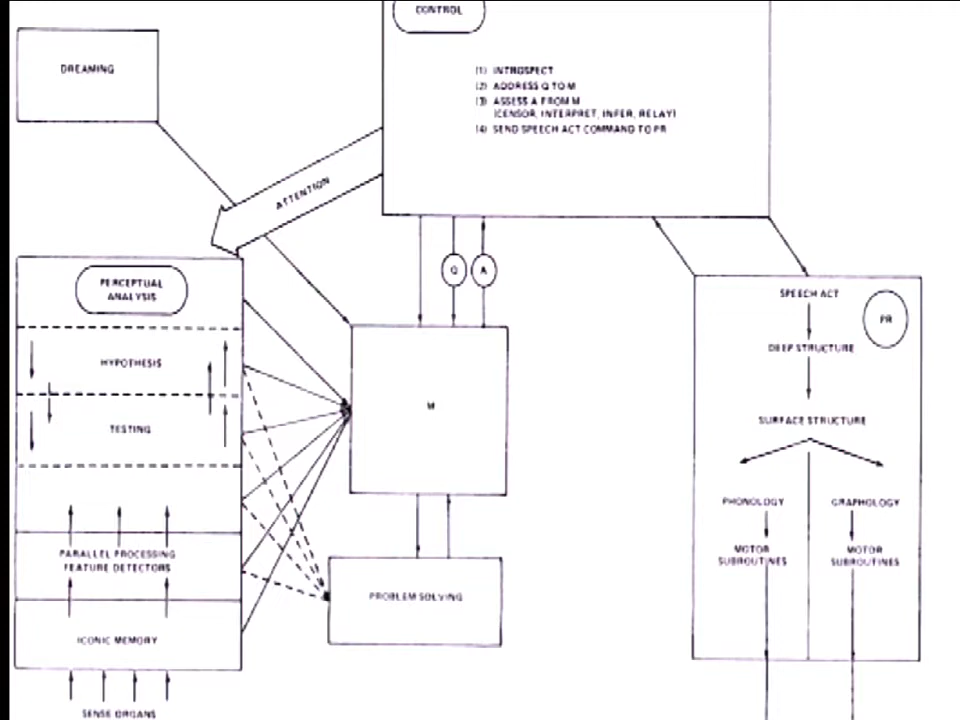 CONTROL
DREAMING
(1) INTROSPECT
(2) ADDRESS Q TO M
(3) ASSESS A FROM M
(CENSOR, INTERPRET, INFER, RELAY)
(4) SEND SPEECH ACT COMMAND TO PR
ATTENTION
Q
A
PERCEPTUAL
ANALYSIS
SPEECH ACT
PR
DEEP STRUCTURE
HYPOTHESIS
M
SURFACE STRUCTURE
TESTING
PHONOLOGY
GRAPHOLOGY
MOTOR
SUBROUTINES
MOTOR
SUBROUTINES
PARALLEL PROCESSING
FEATURE DETECTORS
PROBLEM SOLVING
ICONIC MEMORY
SENSE ORGANS